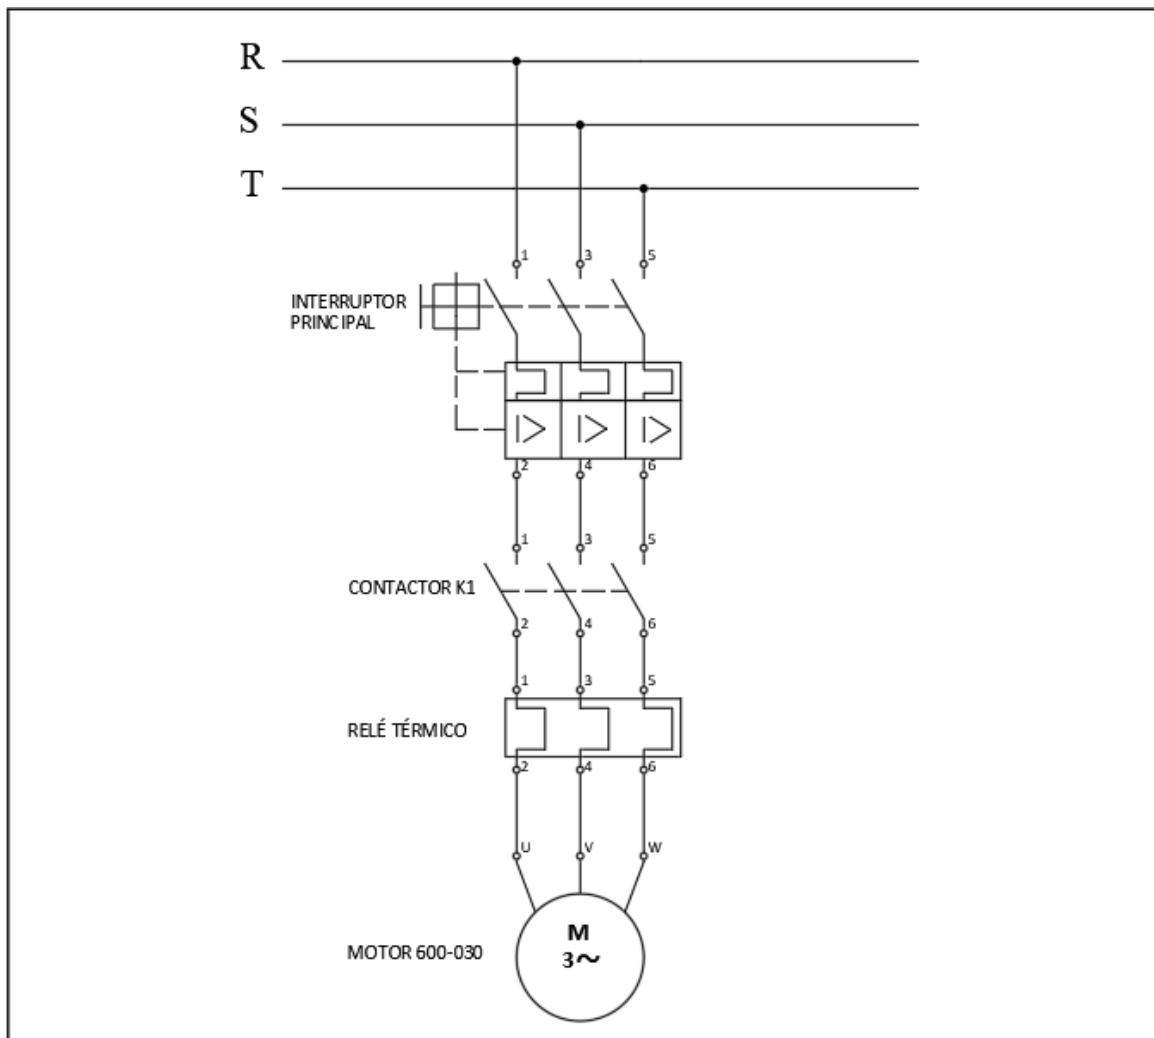 R
S
T
1 3 5
INTERRUPTOR
PRINCIPAL
I> I> I>
2 4 6
1 3 5
CONTACTOR K1
2 4 6
1 3 5
RELÉ TÉRMICO
2 4 6
U V W
M
3~
MOTOR 600-030